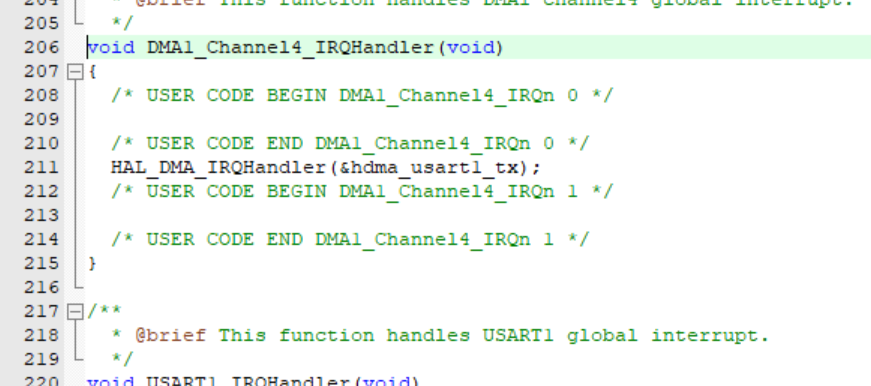 204 * @brief This function handles DMA1 channel4 global interrupt.
205 */
206 void DMA1_Channel4_IRQHandler(void)
207 {
208 /* USER CODE BEGIN DMA1_Channel4_IRQn 0 */
209
210 /* USER CODE END DMA1_Channel4_IRQn 0 */
211 HAL_DMA_IRQHandler(&hdma_usart1_tx);
212 /* USER CODE BEGIN DMA1_Channel4_IRQn 1 */
213
214 /* USER CODE END DMA1_Channel4_IRQn 1 */
215 }
216
217 /**
218 * @brief This function handles USART1 global interrupt.
219 */
220 void USART1_IRQHandler(void)